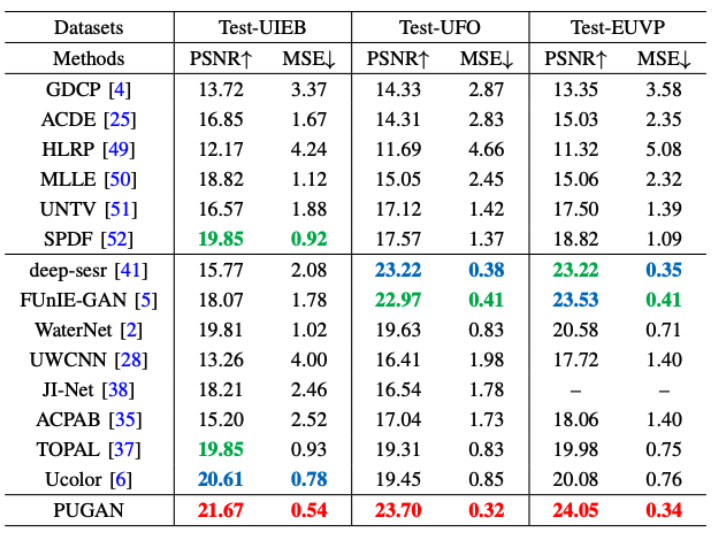 Datasets Test-UIEB Test-UFO Test-EUVP
Methods PSNR↑ MSE↓ PSNR↑ MSE↓ PSNR↑ MSE↓
GDCP [4] 13.72 3.37 14.33 2.87 13.35 3.58
ACDE [25] 16.85 1.67 14.31 2.83 15.03 2.35
HLRP [49] 12.17 4.24 11.69 4.66 11.32 5.08
MLLE [50] 18.82 1.12 15.05 2.45 15.06 2.32
UNTV [51] 16.57 1.88 17.12 1.42 17.50 1.39
SPDF [52] 19.85 0.92 17.57 1.37 18.82 1.09
deep-sesr [41] 15.77 2.08 23.22 0.38 23.22 0.35
FUnIE-GAN [5] 18.07 1.78 22.97 0.41 23.53 0.41
WaterNet [2] 19.81 1.02 19.63 0.83 20.58 0.71
UWCNN [28] 13.26 4.00 16.41 1.98 17.72 1.40
JI-Net [38] 18.21 2.46 16.54 1.78 – –
ACPAB [35] 15.20 2.52 17.04 1.73 18.06 1.40
TOPAL [37] 19.85 0.93 19.31 0.83 19.98 0.75
Ucolor [6] 20.61 0.78 19.45 0.85 20.08 0.76
PUGAN 21.67 0.54 23.70 0.32 24.05 0.34